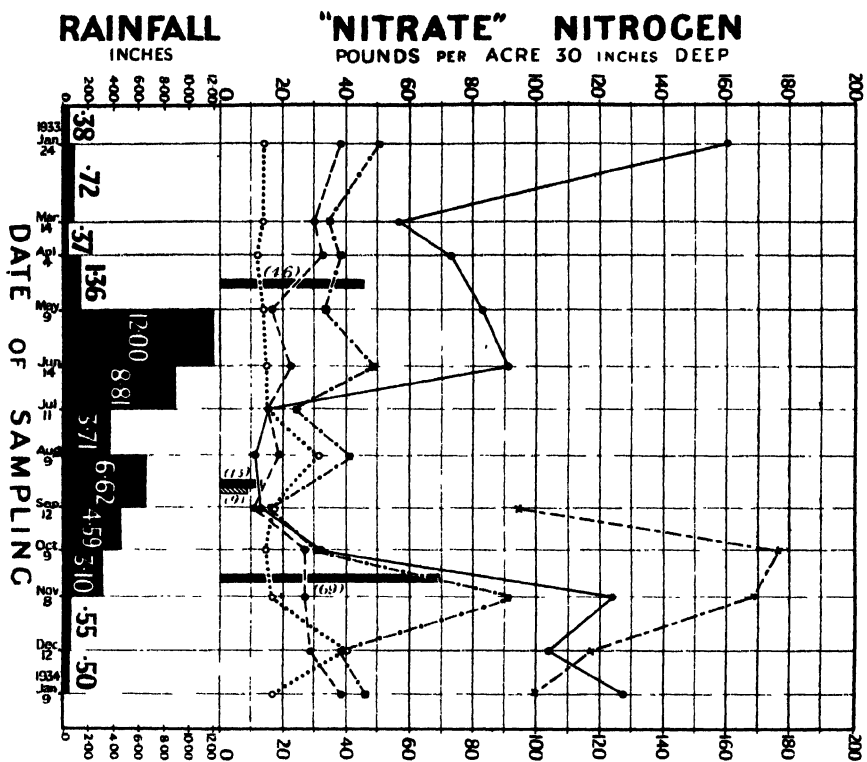 RAINFALL
INCHES
"NITRATE" NITROGEN
POUNDS PER ACRE 30 INCHES DEEP
0 2·00 4·00 6·00 8·00 10·00 12·00
0 20 40 60 80 100 120 140 160 180 200
DATE OF SAMPLING
1933
Jan. 24
Mar. 14
Apl. 4
May 9
Jun 14
Jul 11
Aug 9
Sep. 12
Oct. 9
Nov. 8
Dec. 12
1934
Jan. 9
·38
·72
·37
1·36
12·00
8·81
3·71
6·62
4·59
3·10
·55
·50
(46)
(13)
(9)
(69)
0 2·00 4·00 6·00 8·00 10·00 12·00
0 20 40 60 80 100 120 140 160 180 200